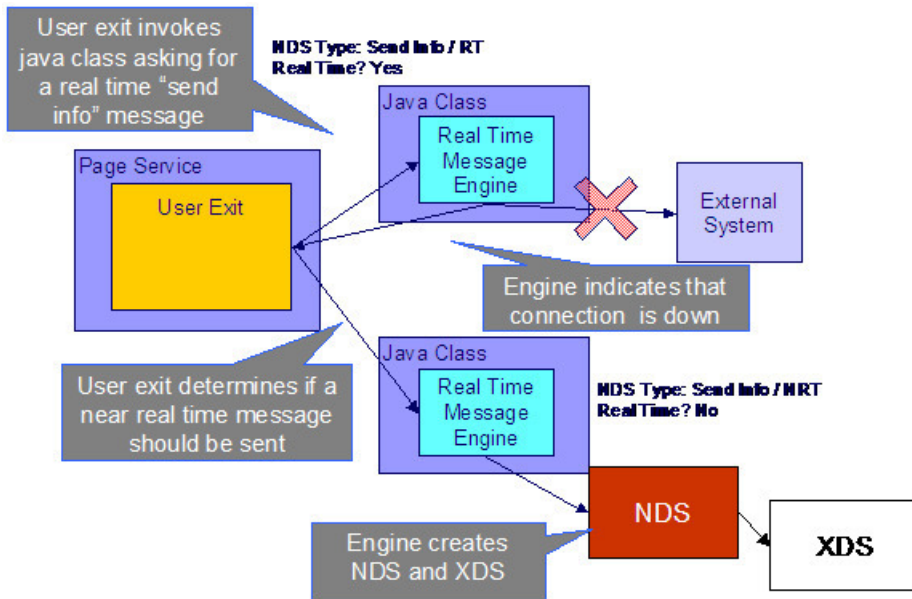 User exit invokes
java class asking for
a real time “send
info” message
NDS Type: Send Info / RT
Real Time? Yes
Java Class
Real Time
Message
Engine
Page Service
User Exit
External
System
Engine indicates that
connection is down
User exit determines if a
near real time message
should be sent
Java Class
Real Time
Message
Engine
NDS Type: Send Info / NRT
Real Time? No
Engine creates
NDS and XDS
NDS
XDS